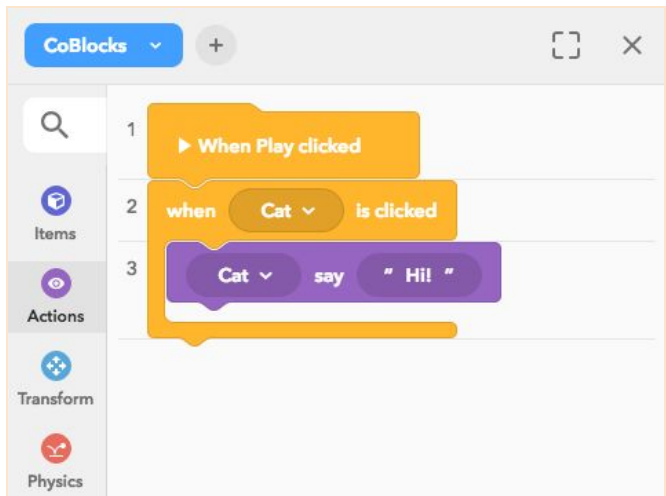 CoBlocks
1 When Play clicked
2 when Cat is clicked
Items
3 Cat say " Hi! "
Actions
Transform
Physics